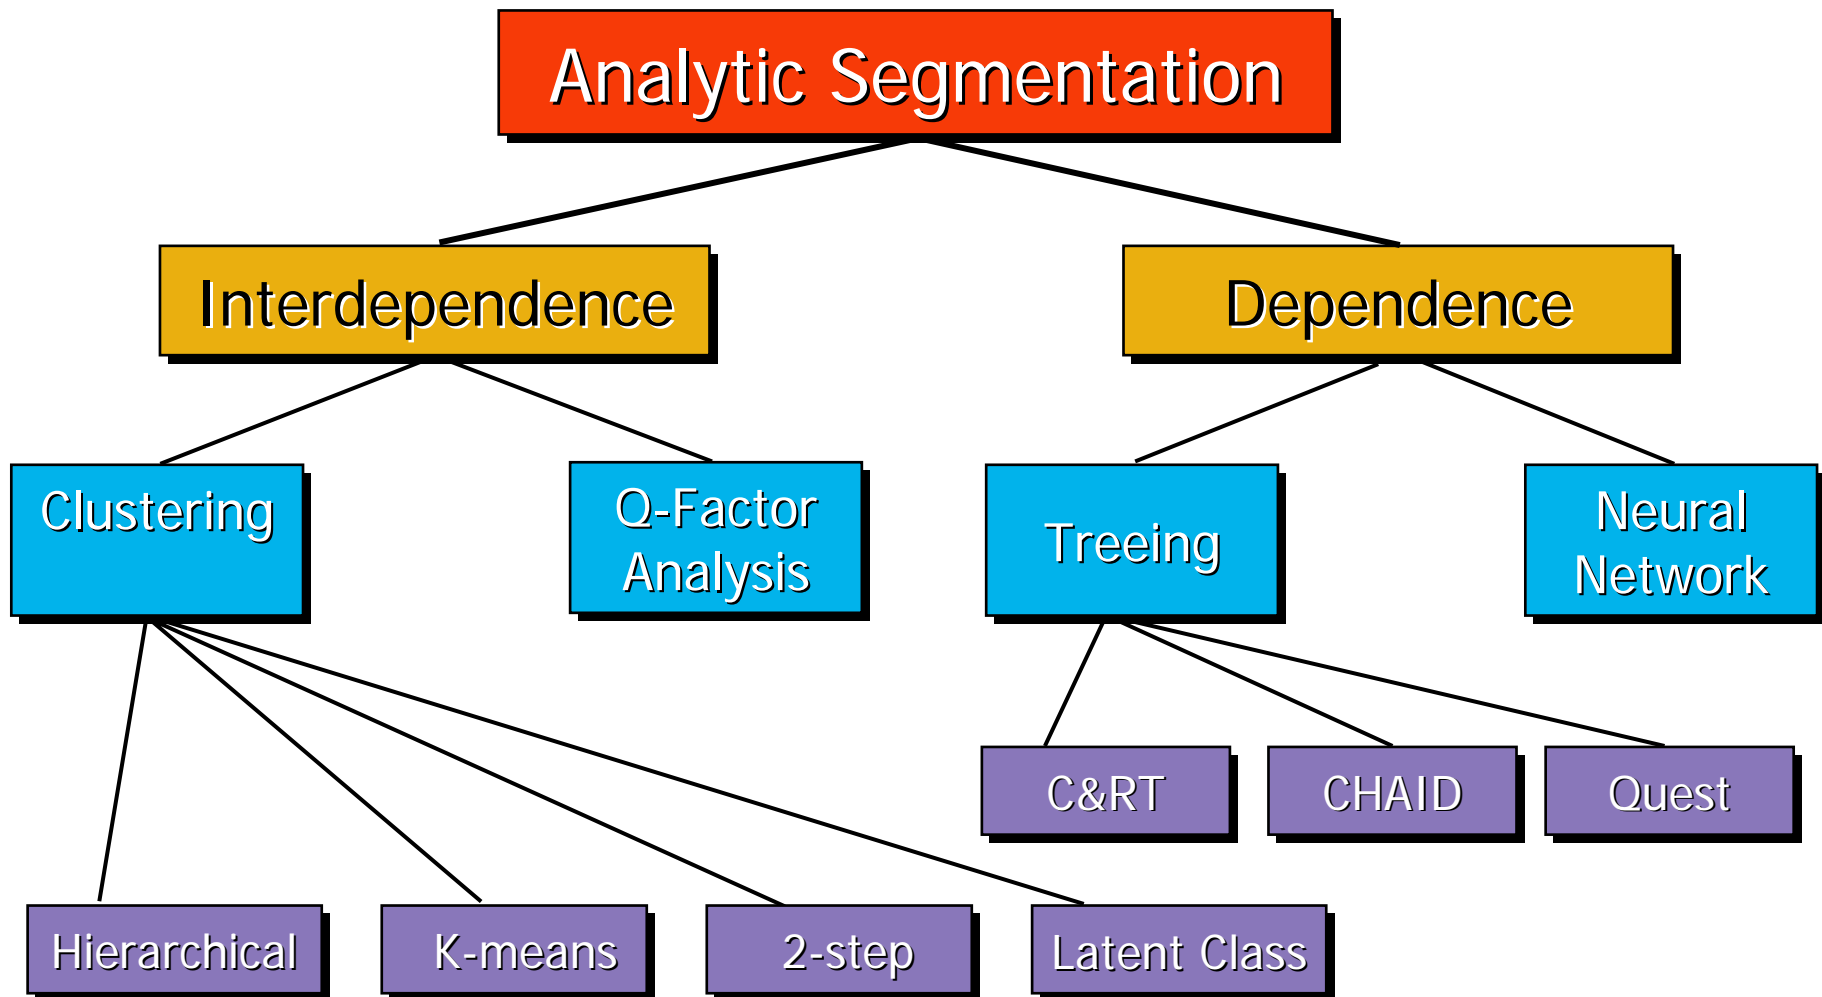 Analytic Segmentation
Interdependence
Dependence
Clustering
Q-Factor
Analysis
Treeing
Neural
Network
C&RT
CHAID
Quest
Hierarchical
K-means
2-step
Latent Class